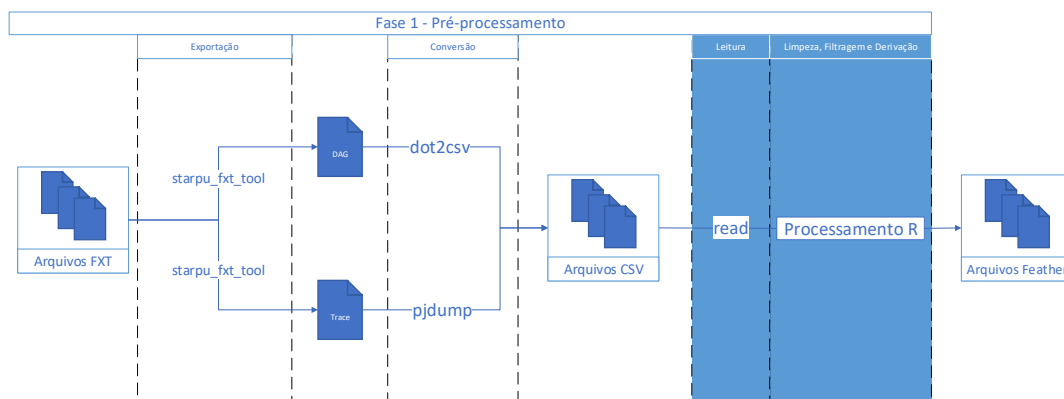 Fase 1 - Pré-processamento
Exportação
Conversão
Leitura
Limpeza, Filtragem e Derivação
DAG
dot2csv
starpu_fxt_tool
Arquivos FXT
starpu_fxt_tool
Trace
pjdump
Arquivos CSV
read
Processamento R
Arquivos Feather